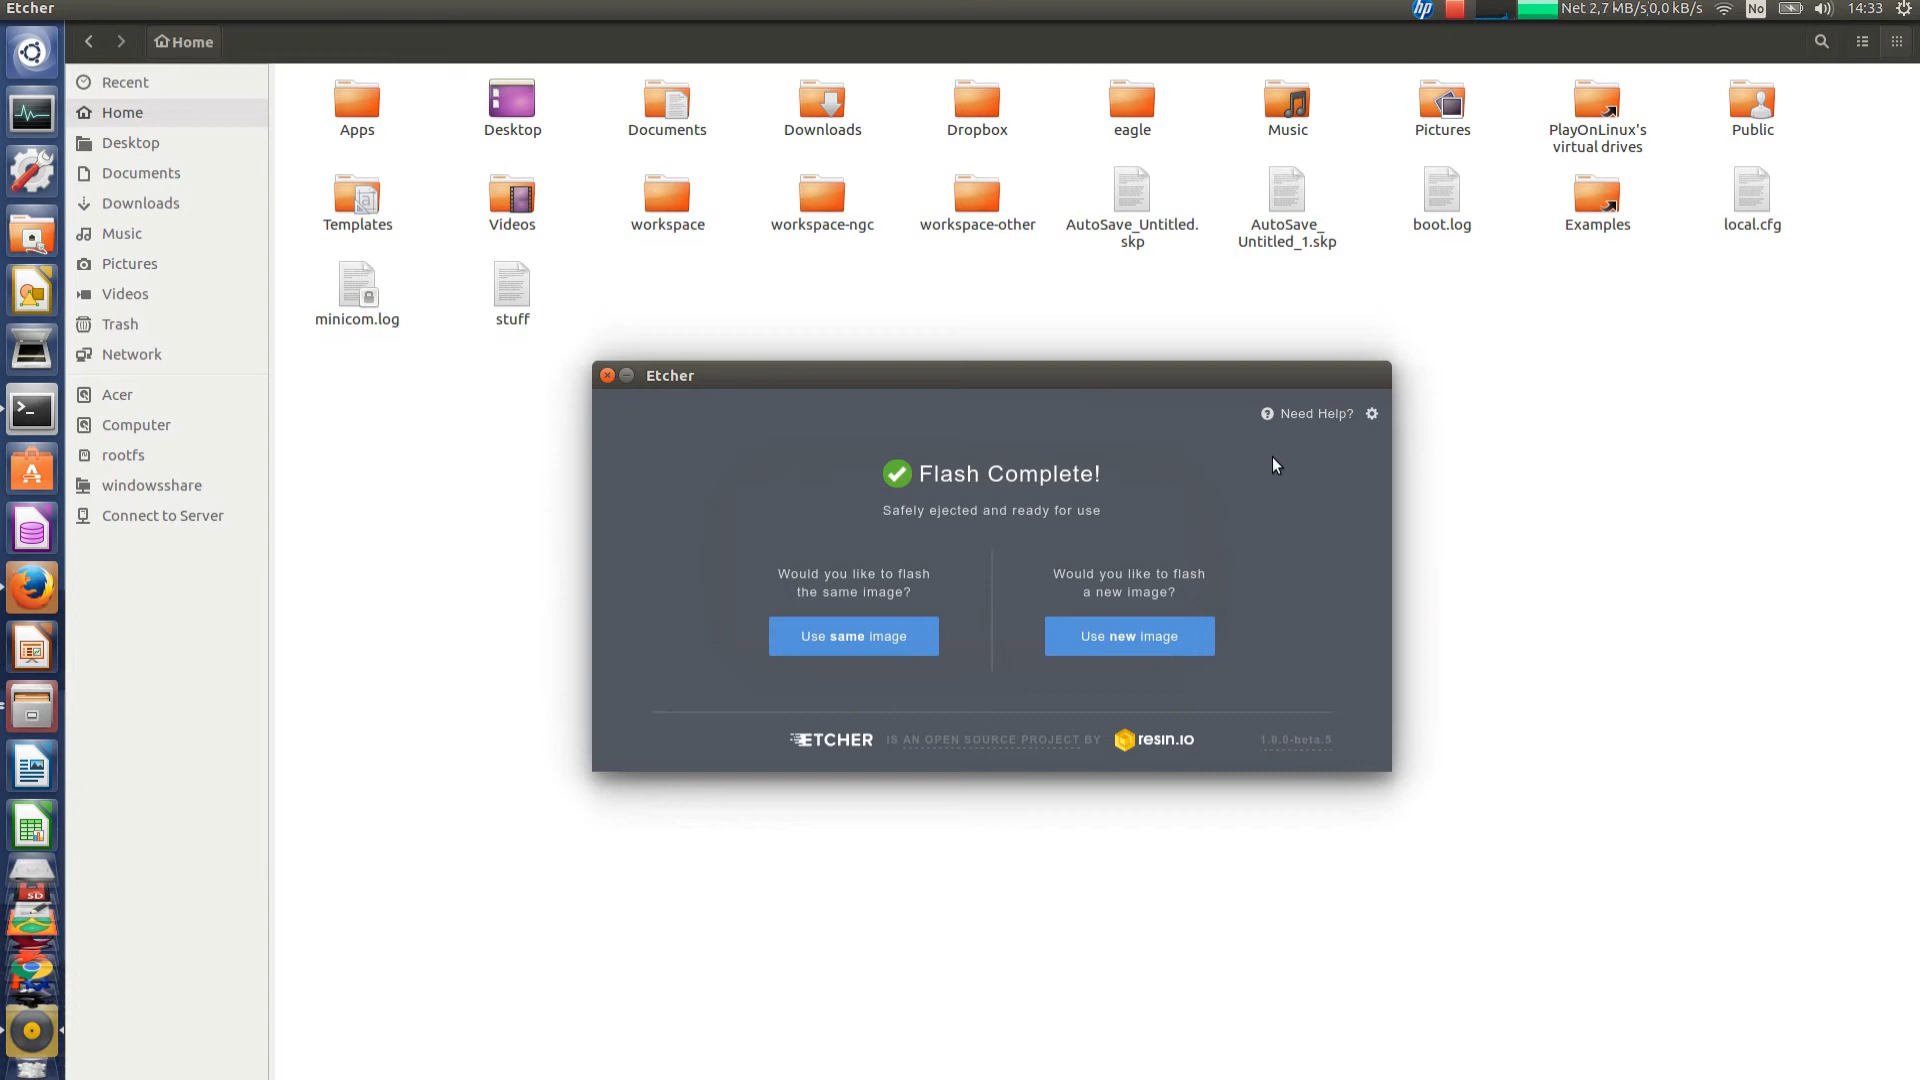 Etcher
hp
Net 2,7 MB/s 0,0 kB/s
No
14:33
Home
Recent
Home
Desktop
Documents
Downloads
Music
Pictures
Videos
Trash
Network
Acer
Computer
rootfs
windowsshare
Connect to Server
Apps
Desktop
Documents
Downloads
Dropbox
eagle
Music
Pictures
PlayOnLinux's
virtual drives
Public
Templates
Videos
workspace
workspace-ngc
workspace-other
AutoSave_Untitled.
skp
AutoSave_
Untitled_1.skp
boot.log
Examples
local.cfg
minicom.log
stuff
Etcher
Need Help?
Flash Complete!
Safely ejected and ready for use
Would you like to flash
the same image?
Use same image
Would you like to flash
a new image?
Use new image
ETCHER IS AN OPEN SOURCE PROJECT BY resin.io
1.0.0-beta.5
SD